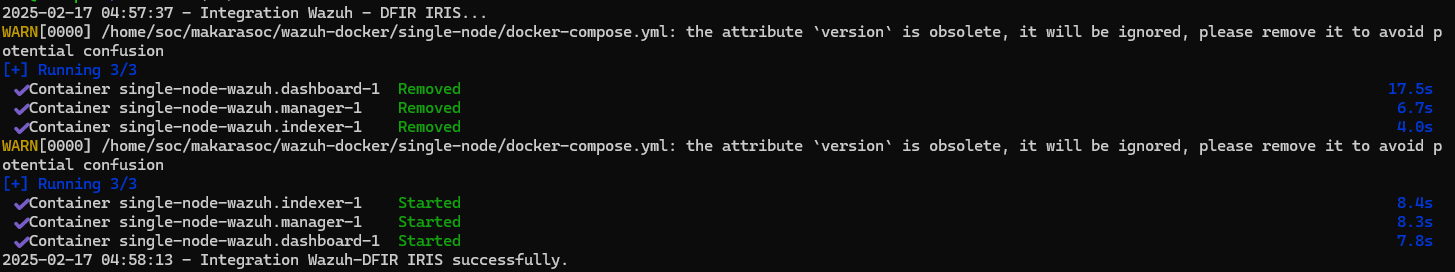 2025-02-17 04:57:37 - Integration Wazuh - DFIR IRIS...
WARN[0000] /home/soc/makarasoc/wazuh-docker/single-node/docker-compose.yml: the attribute `version` is obsolete, it will be ignored, please remove it to avoid p
otential confusion
[+] Running 3/3
✔Container single-node-wazuh.dashboard-1  Removed 17.5s
✔Container single-node-wazuh.manager-1    Removed 6.7s
✔Container single-node-wazuh.indexer-1    Removed 4.0s
WARN[0000] /home/soc/makarasoc/wazuh-docker/single-node/docker-compose.yml: the attribute `version` is obsolete, it will be ignored, please remove it to avoid p
otential confusion
[+] Running 3/3
✔Container single-node-wazuh.indexer-1    Started 8.4s
✔Container single-node-wazuh.manager-1    Started 8.3s
✔Container single-node-wazuh.dashboard-1  Started 7.8s
2025-02-17 04:58:13 - Integration Wazuh-DFIR IRIS successfully.